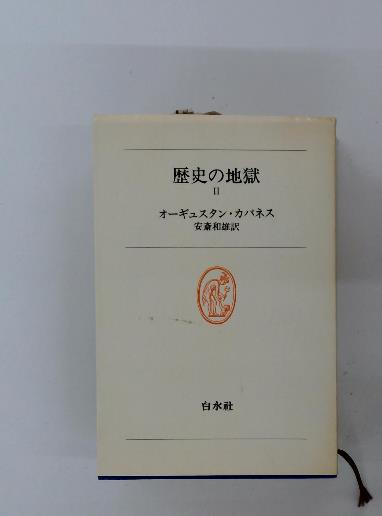 歴史の地獄
II
オーギュスタン・カバネス
安斎和雄訳
白水社